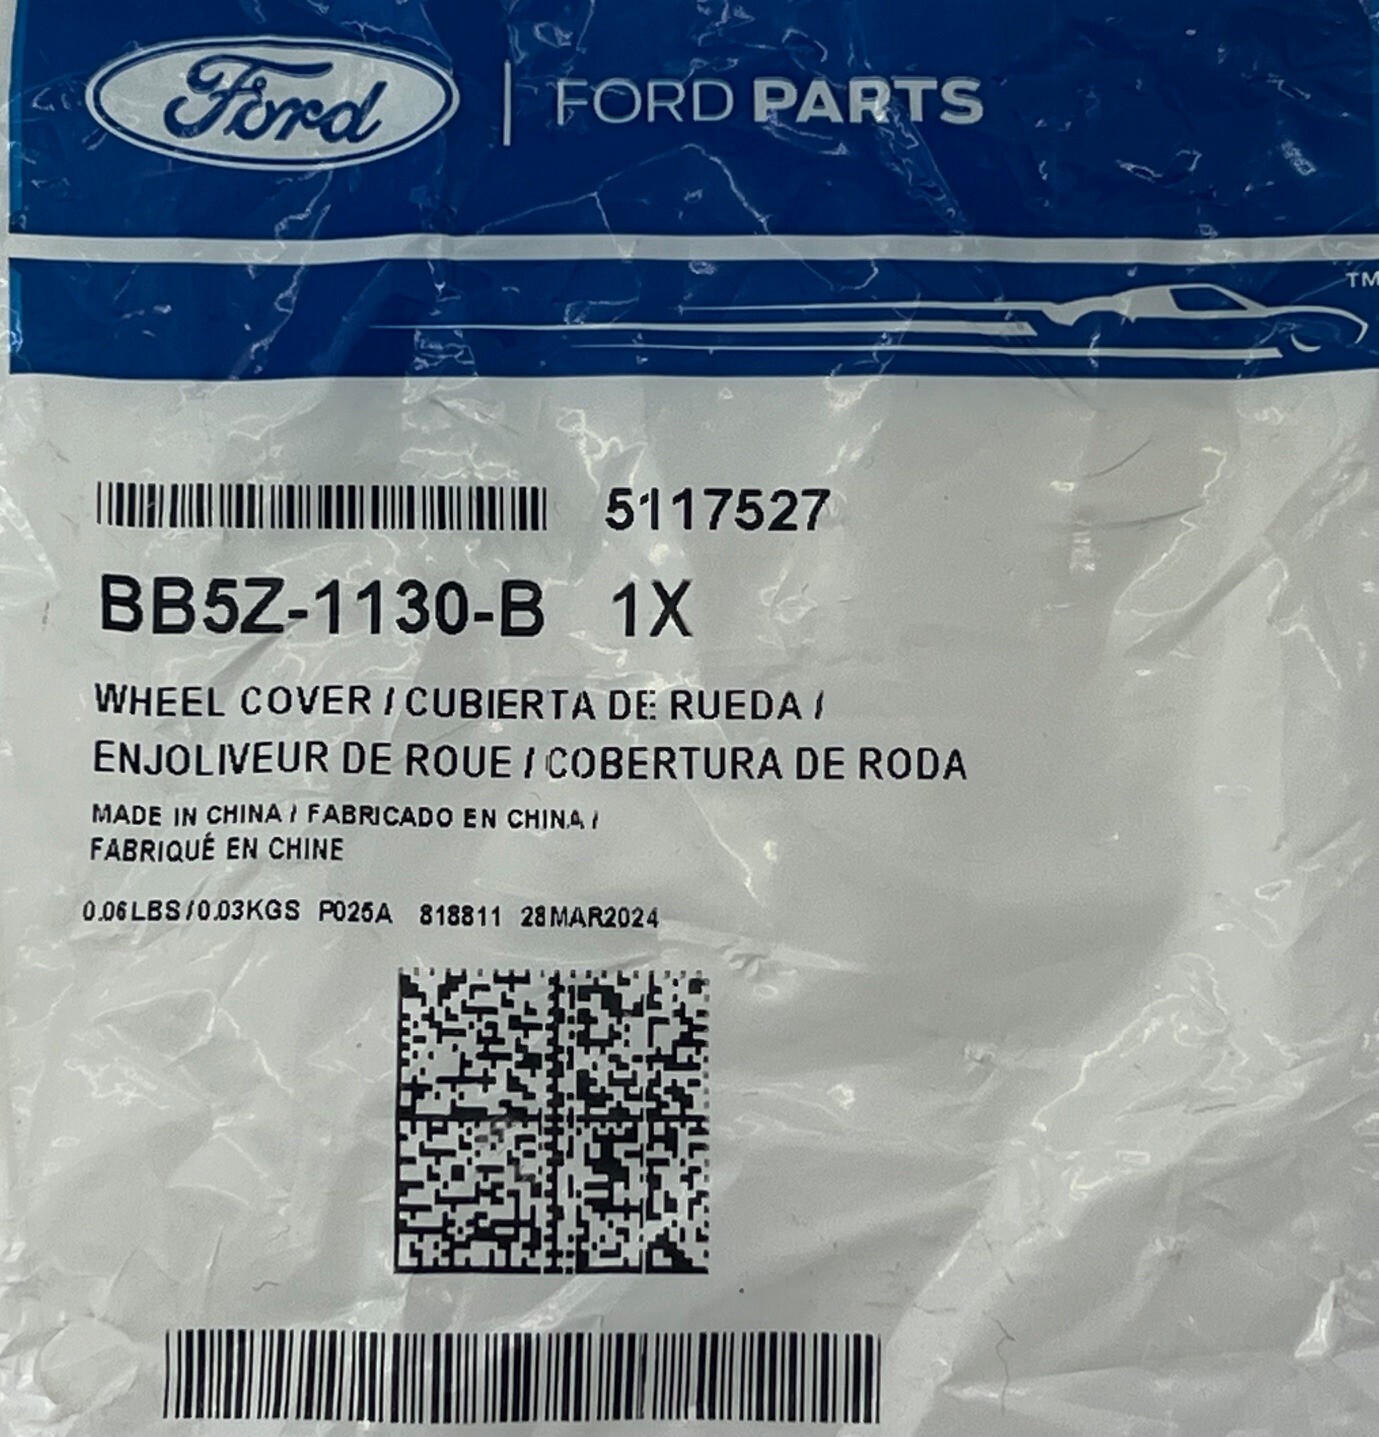 Ford | FORD PARTS
TM
5117527
BB5Z-1130-B 1X
WHEEL COVER / CUBIERTA DE RUEDA /
ENJOLIVEUR DE ROUE / COBERTURA DE RODA
MADE IN CHINA / FABRICADO EN CHINA /
FABRIQUÉ EN CHINE
0.06LBS/0.03KGS P025A 818811 28MAR2024